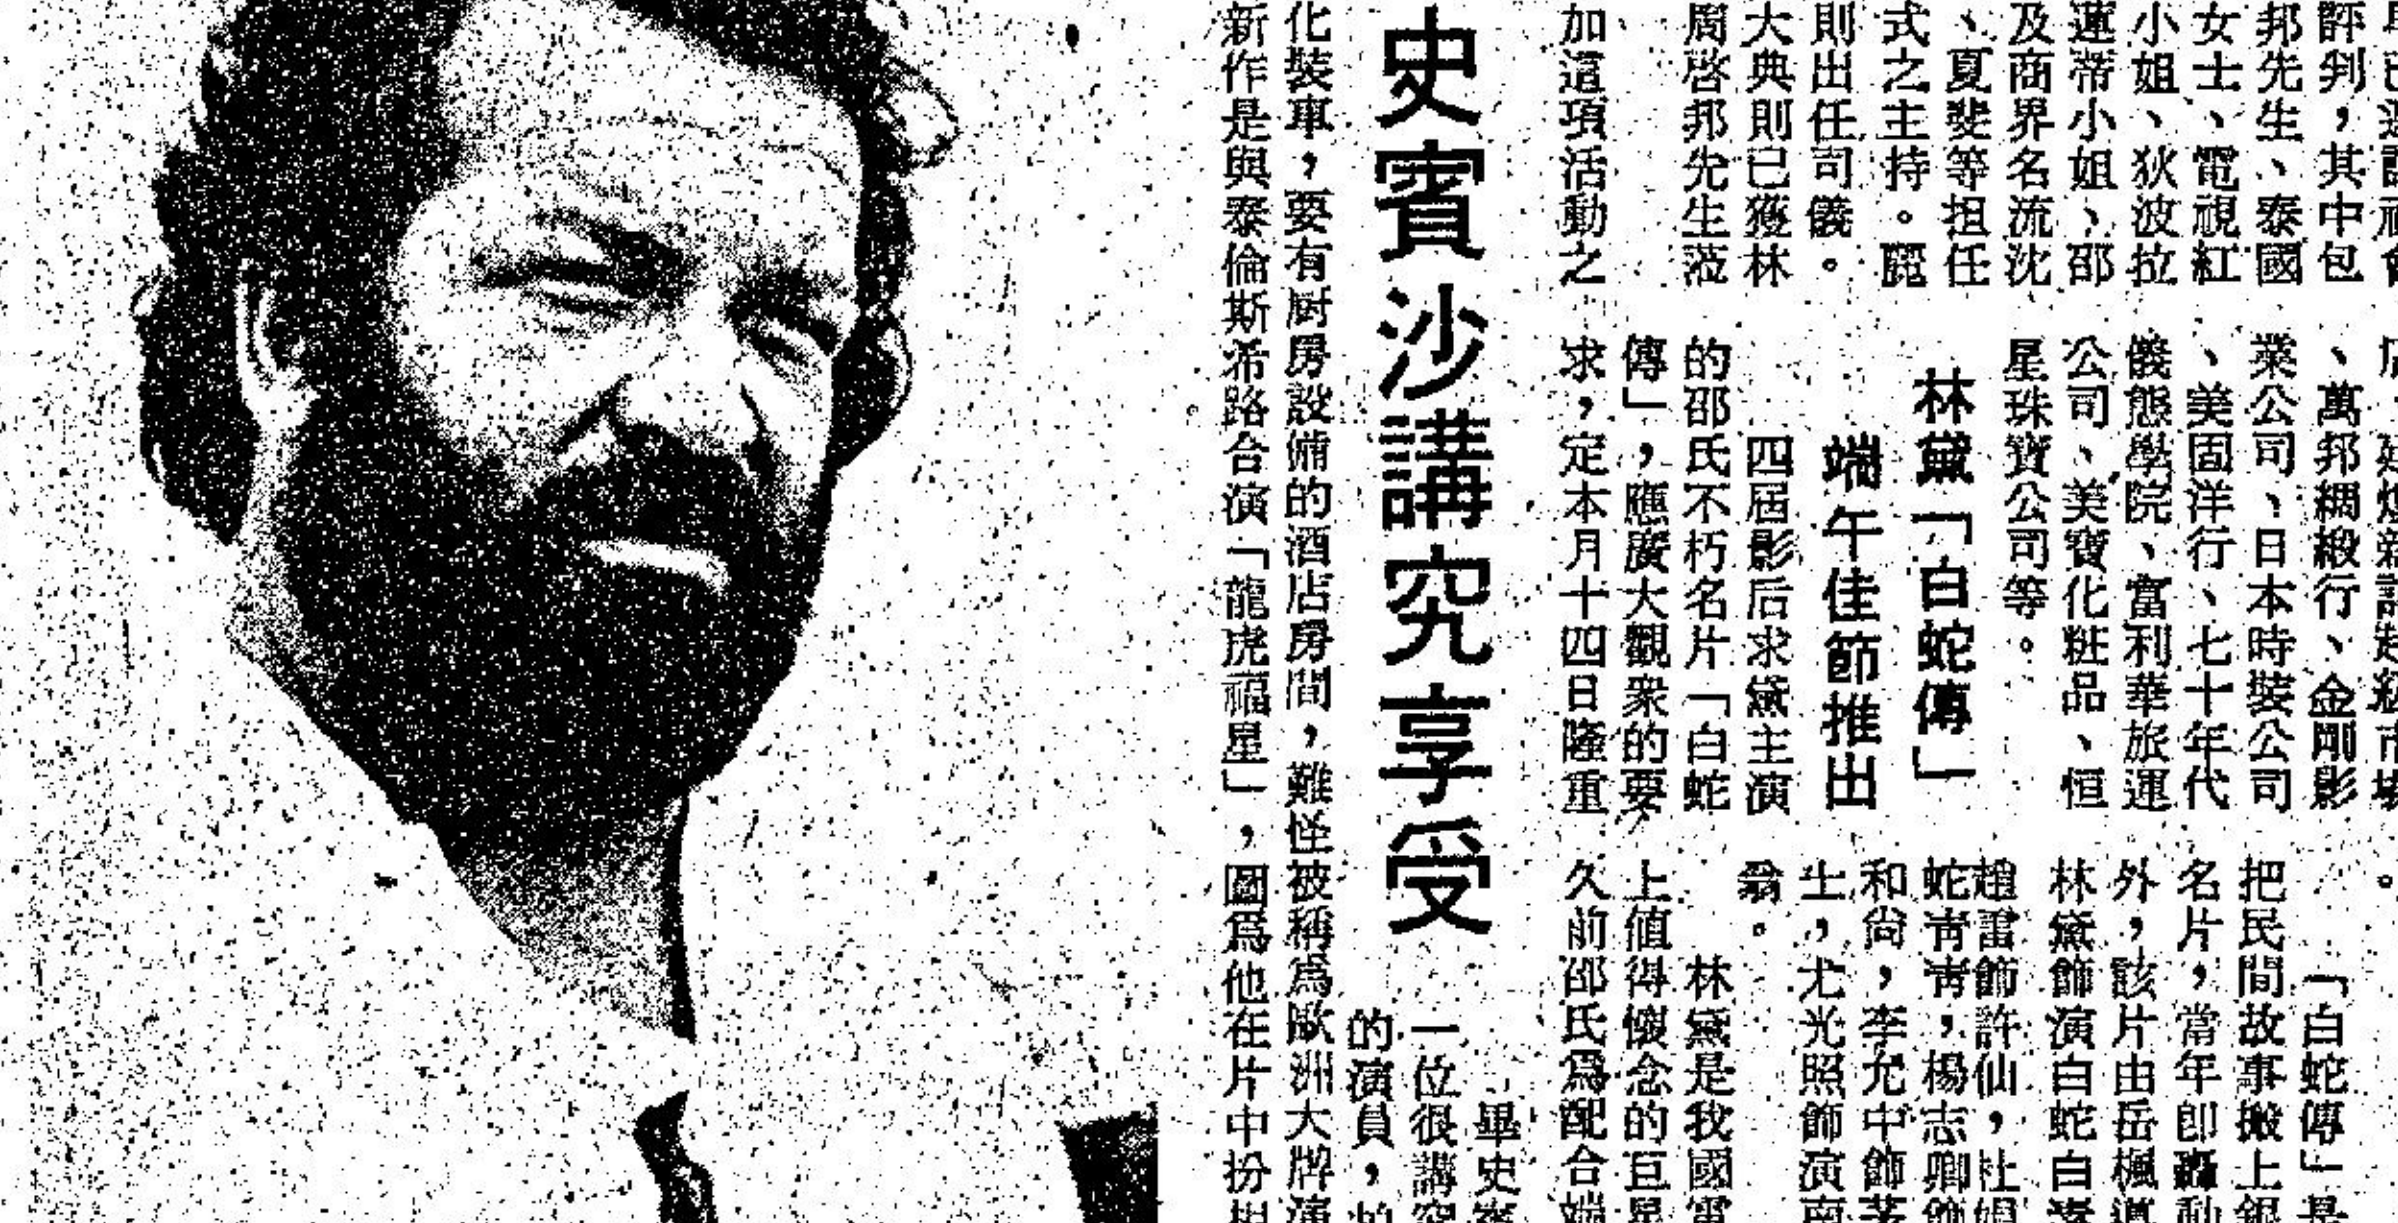 評判，其中包
邦先生、泰國
女士、電視紅
小姐、狄波拉
蓮蒂小姐、邵
及商界名流沈
、夏斐等担任
式之主持。麗
則出任司儀。
大典則已獲林
周啓邦先生蒞
加這項活動之
、萬邦綢緞行、金剛影
業公司、日本時裝公司
、美固洋行、七十年代
儀態學院、富利華旅運
公司、美寶化粧品、恒
星珠寶公司等。
林黛「白蛇傳」
端午佳節推出
四屆影后求黛主演
的邵氏不朽名片「白蛇
傳」，應廣大觀衆的要
求，定本月十四日隆重
。
「白蛇傳」是
把民間故事搬上銀
名片，當年卽轟動
外，該片由岳楓導
林黛飾演白蛇白
趙雷飾許仙，杜娟
蛇靑靑，楊志卿飾
和尙，李允中飾茅
生，尤光照飾演南
翁。
林黛是我國電
上値得懷念的巨星
久前邵氏爲配合端
史賓沙講究享受
畢史賓
一位很講究
的演員，
化裝車，要有厨房設備的酒店房間，難怪被稱爲歐洲大牌演
新作是與泰倫斯希路合演「龍虎福星」，圖爲他在片中扮相